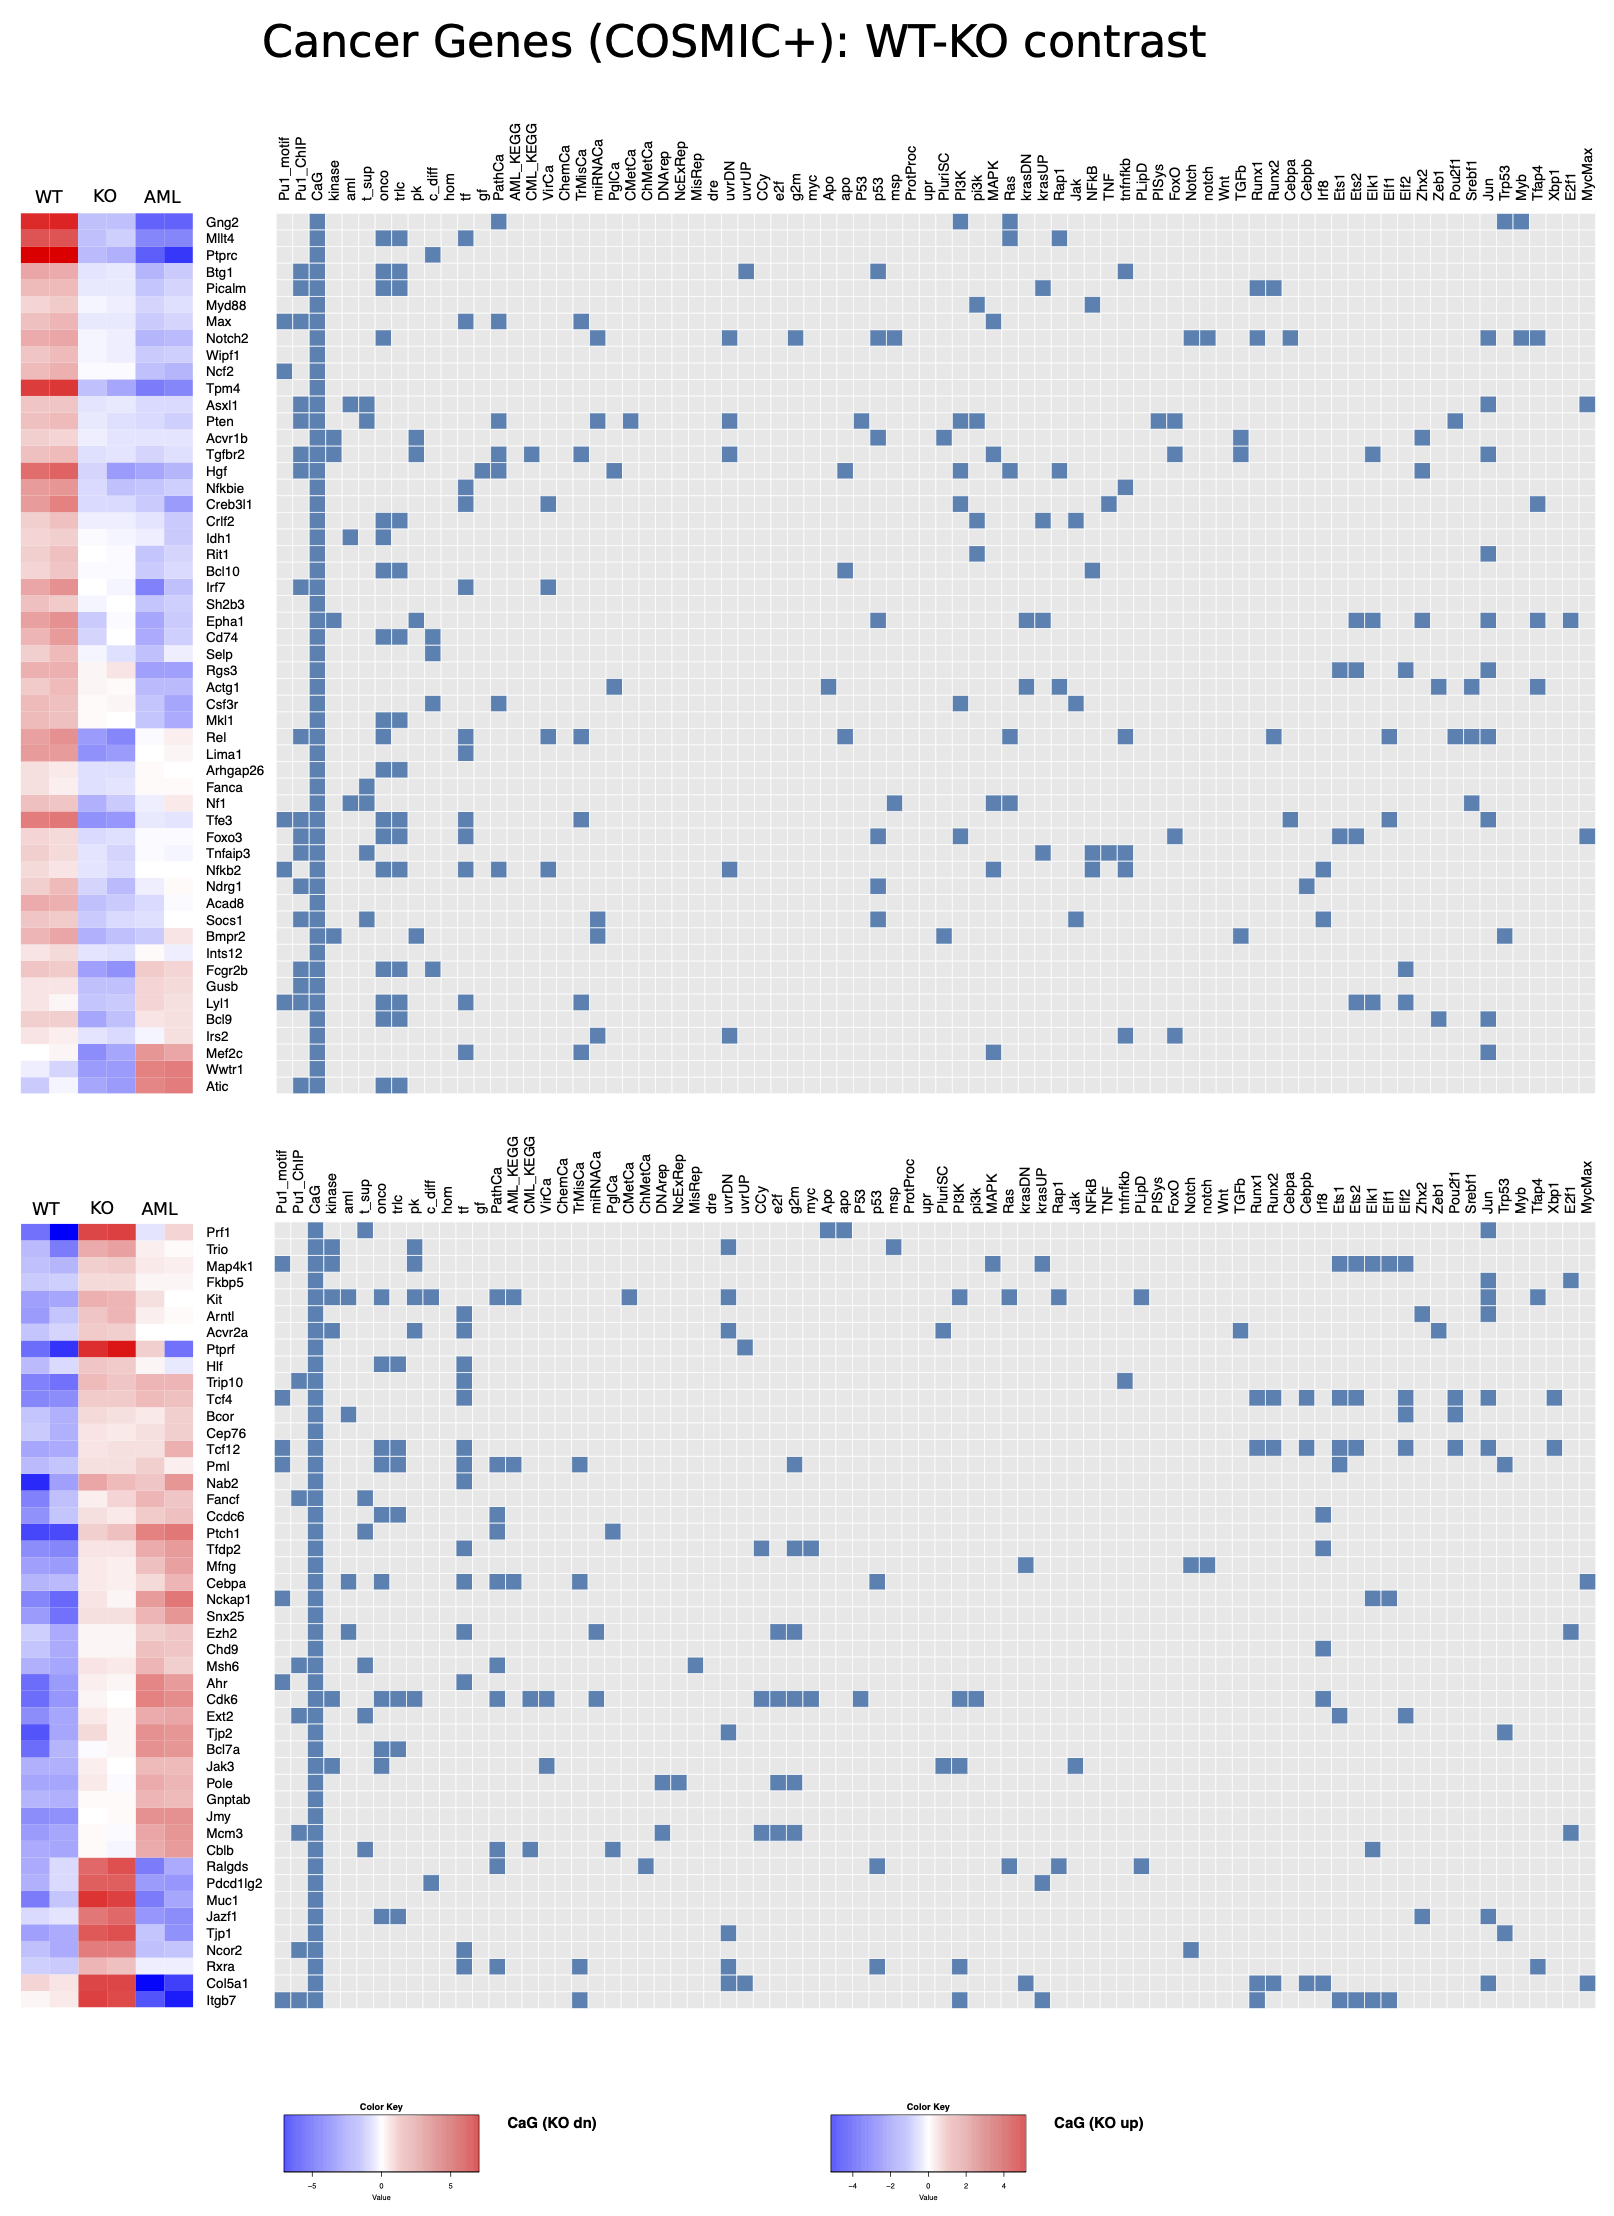 Cancer Genes (COSMIC+): WT-KO contrast
Pu1_motif Pu1_ChIP CaG kinase aml t_sup onco trlc pk c_diff hom tf gf PathCa AML_KEGG CML_KEGG VirCa ChemCa TrMisCa miRNACa PglCa CMetCa ChMetCa DNArep NcExRep MisRep dre uvrDN uvrUP CCy e2f g2m myc Apo apo P53 p53 msp ProtProc upr PluriSC PI3K pi3k MAPK Ras krasDN krasUP Rap1 Jak NFkB TNF tnfnfkb PLipD PISys FoxO Notch notch Wnt TGFb Runx1 Runx2 Cebpa Cebpb Irf8 Ets1 Ets2 Elk1 Elf1 Elf2 Zhx2 Zeb1 Pou2f1 Srebf1 Jun Trp53 Myb Tfap4 Xbp1 E2f1 MycMax
WT KO AML
Gng2
Mllt4
Ptprc
Btg1
Picalm
Myd88
Max
Notch2
Wipf1
Ncf2
Tpm4
Asxl1
Pten
Acvr1b
Tgfbr2
Hgf
Nfkbie
Creb3l1
Crlf2
Idh1
Rit1
Bcl10
Irf7
Sh2b3
Epha1
Cd74
Selp
Rgs3
Actg1
Csf3r
Mkl1
Rel
Lima1
Arhgap26
Fanca
Nf1
Tfe3
Foxo3
Tnfaip3
Nfkb2
Ndrg1
Acad8
Socs1
Bmpr2
Ints12
Fcgr2b
Gusb
Lyl1
Bcl9
Irs2
Mef2c
Wwtr1
Atic
Pu1_motif Pu1_ChIP CaG kinase aml t_sup onco trlc pk c_diff hom tf gf PathCa AML_KEGG CML_KEGG VirCa ChemCa TrMisCa miRNACa PglCa CMetCa ChMetCa DNArep NcExRep MisRep dre uvrDN uvrUP CCy e2f g2m myc Apo apo P53 p53 msp ProtProc upr PluriSC PI3K pi3k MAPK Ras krasDN krasUP Rap1 Jak NFkB TNF tnfnfkb PLipD PISys FoxO Notch notch Wnt TGFb Runx1 Runx2 Cebpa Cebpb Irf8 Ets1 Ets2 Elk1 Elf1 Elf2 Zhx2 Zeb1 Pou2f1 Srebf1 Jun Trp53 Myb Tfap4 Xbp1 E2f1 MycMax
WT KO AML
Prf1
Trio
Map4k1
Fkbp5
Kit
Arntl
Acvr2a
Ptprf
Hlf
Trip10
Tcf4
Bcor
Cep76
Tcf12
Pml
Nab2
Fancf
Ccdc6
Ptch1
Tfdp2
Mfng
Cebpa
Nckap1
Snx25
Ezh2
Chd9
Msh6
Ahr
Cdk6
Ext2
Tjp2
Bcl7a
Jak3
Pole
Gnptab
Jmy
Mcm3
Cblb
Ralgds
Pdcd1lg2
Muc1
Jazf1
Tjp1
Ncor2
Rxra
Col5a1
Itgb7
Color Key
CaG (KO dn)
−5 0 5
Value
Color Key
CaG (KO up)
−4 −2 0 2 4
Value